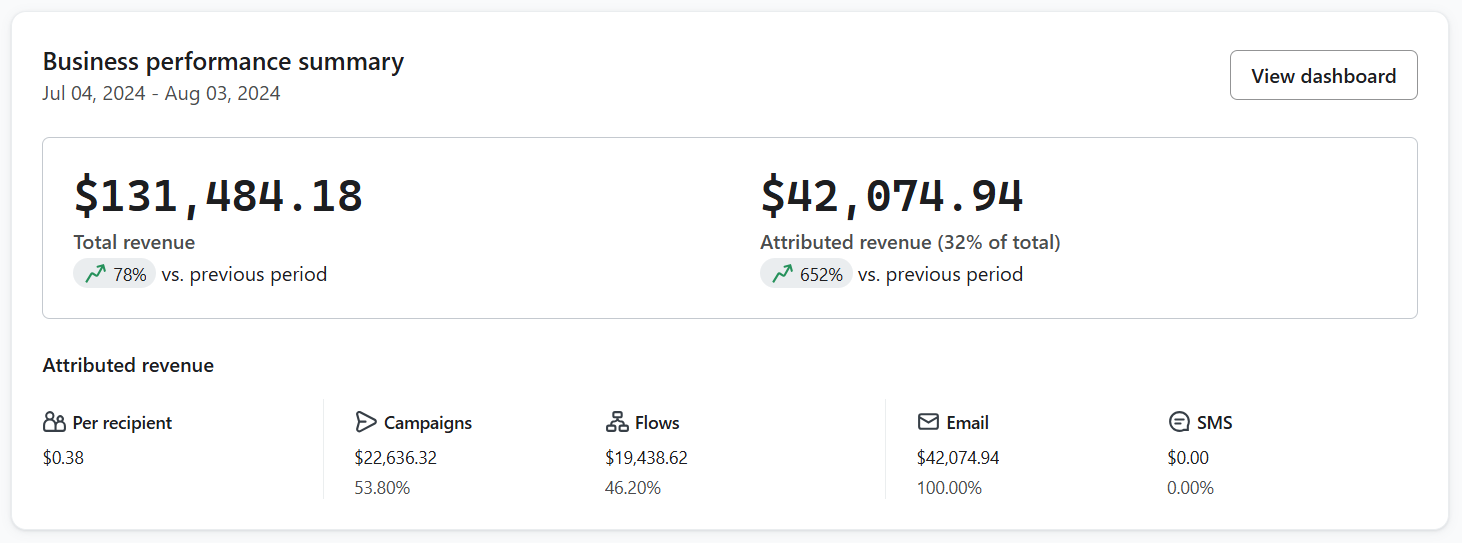 Business performance summary
Jul 04, 2024 - Aug 03, 2024
View dashboard
$131,484.18
Total revenue
78% vs. previous period
$42,074.94
Attributed revenue (32% of total)
652% vs. previous period
Attributed revenue
Per recipient
$0.38
Campaigns
$22,636.32
53.80%
Flows
$19,438.62
46.20%
Email
$42,074.94
100.00%
SMS
$0.00
0.00%